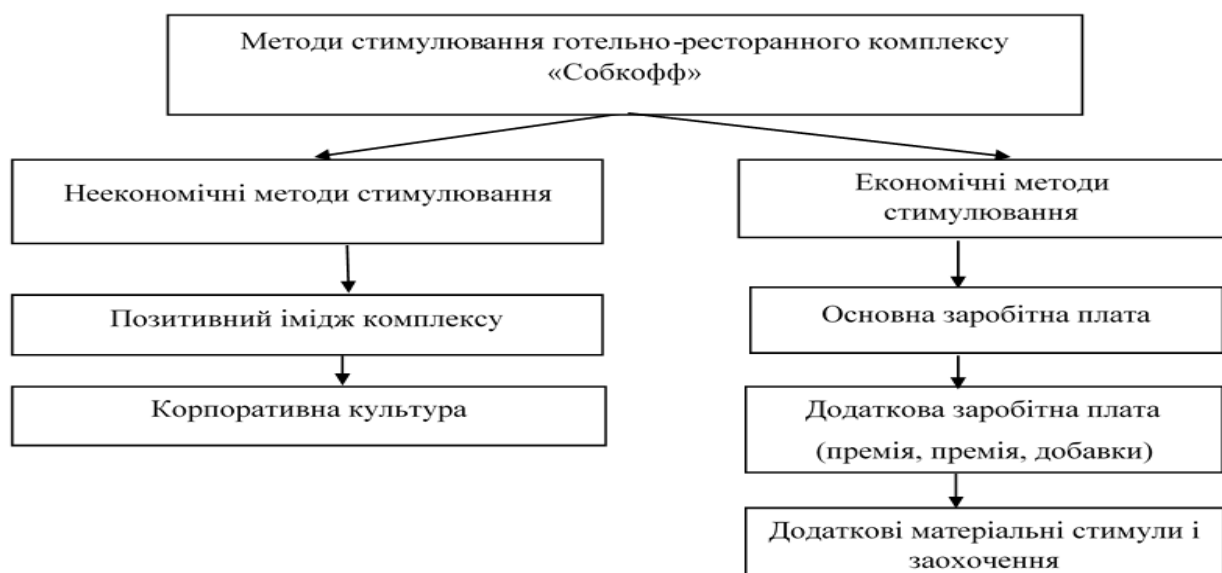 Методи стимулювання готельно-ресторанного комплексу
«Собкофф»
Неекономічні методи стимулювання
Економічні методи
стимулювання
Позитивний імідж комплексу
Основна заробітна плата
Корпоративна культура
Додаткова заробітна плата
(премія, премія, добавки)
Додаткові матеріальні стимули і
заохочення